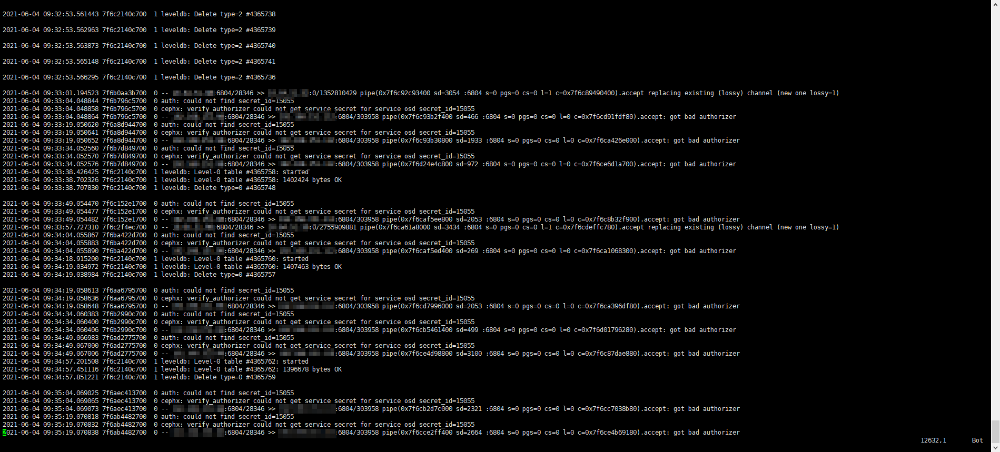 2021-06-04 09:32:53.561443 7f6c2140c700  1 leveldb: Delete type=2 #4365738
2021-06-04 09:32:53.562963 7f6c2140c700  1 leveldb: Delete type=2 #4365739
2021-06-04 09:32:53.563873 7f6c2140c700  1 leveldb: Delete type=2 #4365740
2021-06-04 09:32:53.565148 7f6c2140c700  1 leveldb: Delete type=2 #4365741
2021-06-04 09:32:53.566295 7f6c2140c700  1 leveldb: Delete type=2 #4365736
2021-06-04 09:33:01.194523 7f6b0aa3b700  0 -- :6804/28346 >> :0/1352810429 pipe(0x7f6c92c93400 sd=3054 :6804 s=0 pgs=0 cs=0 l=1 c=0x7f6c89490400).accept replacing existing (lossy) channel (new one lossy=1)
2021-06-04 09:33:04.048844 7f6b796c5700  0 auth: could not find secret_id=15055
2021-06-04 09:33:04.048858 7f6b796c5700  0 cephx: verify_authorizer could not get service secret for service osd secret_id=15055
2021-06-04 09:33:04.048864 7f6b796c5700  0 -- :6804/28346 >> :6804/303958 pipe(0x7f6c93b2f400 sd=466 :6804 s=0 pgs=0 cs=0 l=0 c=0x7f6cd91fdf80).accept: got bad authorizer
2021-06-04 09:33:19.050620 7f6a8d944700  0 auth: could not find secret_id=15055
2021-06-04 09:33:19.050641 7f6a8d944700  0 cephx: verify_authorizer could not get service secret for service osd secret_id=15055
2021-06-04 09:33:19.050652 7f6a8d944700  0 -- :6804/28346 >> :6804/303958 pipe(0x7f6c93b30800 sd=1933 :6804 s=0 pgs=0 cs=0 l=0 c=0x7f6ca426e000).accept: got bad authorizer
2021-06-04 09:33:34.052560 7f6b7d849700  0 auth: could not find secret_id=15055
2021-06-04 09:33:34.052570 7f6b7d849700  0 cephx: verify_authorizer could not get service secret for service osd secret_id=15055
2021-06-04 09:33:34.052576 7f6b7d849700  0 -- :6804/28346 >> :6804/303958 pipe(0x7f6d24e4c800 sd=972 :6804 s=0 pgs=0 cs=0 l=0 c=0x7f6ce6d1a700).accept: got bad authorizer
2021-06-04 09:33:38.426425 7f6c2140c700  1 leveldb: Level-0 table #4365758: started
2021-06-04 09:33:38.702326 7f6c2140c700  1 leveldb: Level-0 table #4365758: 1402424 bytes OK
2021-06-04 09:33:38.707830 7f6c2140c700  1 leveldb: Delete type=0 #4365748
2021-06-04 09:33:49.054470 7f6c152e1700  0 auth: could not find secret_id=15055
2021-06-04 09:33:49.054477 7f6c152e1700  0 cephx: verify_authorizer could not get service secret for service osd secret_id=15055
2021-06-04 09:33:49.054482 7f6c152e1700  0 -- :6804/28346 >> :6804/303958 pipe(0x7f6caf5ee800 sd=2053 :6804 s=0 pgs=0 cs=0 l=0 c=0x7f6c8b32f900).accept: got bad authorizer
2021-06-04 09:33:57.727310 7f6c2f4ec700  0 -- :6804/28346 >> :0/2755909881 pipe(0x7f6ca61a8000 sd=3434 :6804 s=0 pgs=0 cs=0 l=1 c=0x7f6cdeffc780).accept replacing existing (lossy) channel (new one lossy=1)
2021-06-04 09:34:04.055867 7f6ba422d700  0 auth: could not find secret_id=15055
2021-06-04 09:34:04.055883 7f6ba422d700  0 cephx: verify_authorizer could not get service secret for service osd secret_id=15055
2021-06-04 09:34:04.055890 7f6ba422d700  0 -- :6804/28346 >> :6804/303958 pipe(0x7f6caf5ed400 sd=269 :6804 s=0 pgs=0 cs=0 l=0 c=0x7f6ca1068300).accept: got bad authorizer
2021-06-04 09:34:18.915200 7f6c2140c700  1 leveldb: Level-0 table #4365760: started
2021-06-04 09:34:19.034972 7f6c2140c700  1 leveldb: Level-0 table #4365760: 1407463 bytes OK
2021-06-04 09:34:19.038984 7f6c2140c700  1 leveldb: Delete type=0 #4365757
2021-06-04 09:34:19.058613 7f6aa6795700  0 auth: could not find secret_id=15055
2021-06-04 09:34:19.058636 7f6aa6795700  0 cephx: verify_authorizer could not get service secret for service osd secret_id=15055
2021-06-04 09:34:19.058648 7f6aa6795700  0 -- 6804/28346 >> :6804/303958 pipe(0x7f6cd7996000 sd=2053 :6804 s=0 pgs=0 cs=0 l=0 c=0x7f6ca396df80).accept: got bad authorizer
2021-06-04 09:34:34.060383 7f6b2990c700  0 auth: could not find secret_id=15055
2021-06-04 09:34:34.060400 7f6b2990c700  0 cephx: verify_authorizer could not get service secret for service osd secret_id=15055
2021-06-04 09:34:34.060406 7f6b2990c700  0 -- :6804/28346 >> :6804/303958 pipe(0x7f6cb5461400 sd=499 :6804 s=0 pgs=0 cs=0 l=0 c=0x7f6d01796280).accept: got bad authorizer
2021-06-04 09:34:49.066983 7f6ad2775700  0 auth: could not find secret_id=15055
2021-06-04 09:34:49.067000 7f6ad2775700  0 cephx: verify_authorizer could not get service secret for service osd secret_id=15055
2021-06-04 09:34:49.067006 7f6ad2775700  0 -- :6804/28346 >> :6804/303958 pipe(0x7f6ce4d98800 sd=3100 :6804 s=0 pgs=0 cs=0 l=0 c=0x7f6c87dae880).accept: got bad authorizer
2021-06-04 09:34:57.201508 7f6c2140c700  1 leveldb: Level-0 table #4365762: started
2021-06-04 09:34:57.451116 7f6c2140c700  1 leveldb: Level-0 table #4365762: 1396678 bytes OK
2021-06-04 09:34:57.851221 7f6c2140c700  1 leveldb: Delete type=0 #4365759
2021-06-04 09:35:04.069025 7f6aec413700  0 auth: could not find secret_id=15055
2021-06-04 09:35:04.069065 7f6aec413700  0 cephx: verify_authorizer could not get service secret for service osd secret_id=15055
2021-06-04 09:35:04.069073 7f6aec413700  0 -- :6804/28346 >> :6804/303958 pipe(0x7f6cb2d7c000 sd=2321 :6804 s=0 pgs=0 cs=0 l=0 c=0x7f6cc7038b80).accept: got bad authorizer
2021-06-04 09:35:19.070818 7f6ab4482700  0 auth: could not find secret_id=15055
2021-06-04 09:35:19.070832 7f6ab4482700  0 cephx: verify_authorizer could not get service secret for service osd secret_id=15055
2021-06-04 09:35:19.070838 7f6ab4482700  0 -- :6804/28346 >> :6804/303958 pipe(0x7f6cce2ff400 sd=2664 :6804 s=0 pgs=0 cs=0 l=0 c=0x7f6ce4b69180).accept: got bad authorizer
12632,1 Bot